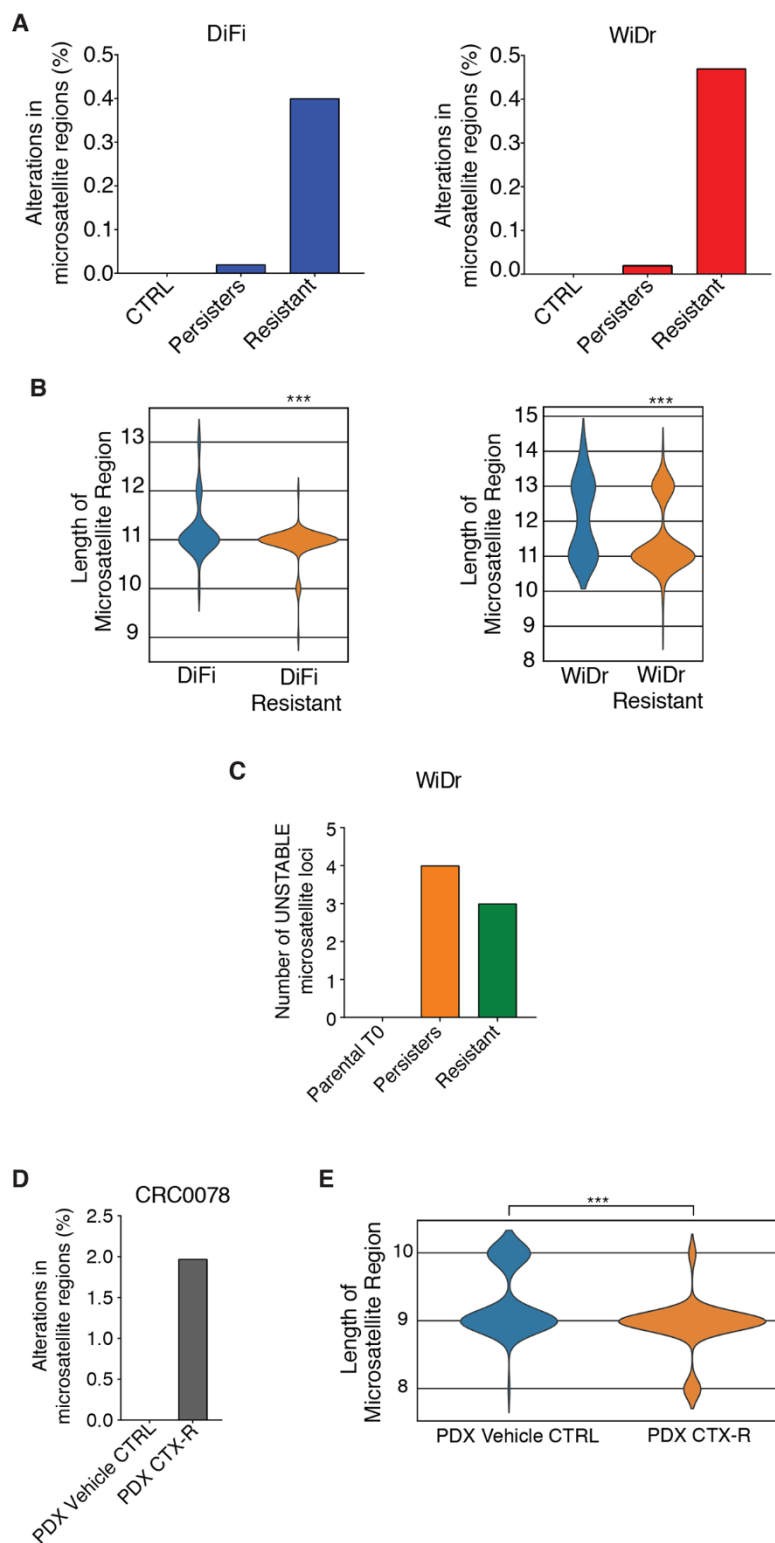 A
DiFi
Alterations in
microsatellite regions (%)
0.5
0.4
0.3
0.2
0.1
0.0
CTRL
Persisters
Resistant
WiDr
Alterations in
microsatellite regions (%)
0.5
0.4
0.3
0.2
0.1
0.0
CTRL
Persisters
Resistant
B
***
Length of
Microsatellite Region
13
12
11
10
9
DiFi
DiFi
Resistant
***
Length of
Microsatellite Region
15
14
13
12
11
10
9
8
WiDr
WiDr
Resistant
C
WiDr
Number of UNSTABLE
microsatellite loci
5
4
3
2
1
0
Parental T0
Persisters
Resistant
D
CRC0078
Alterations in
microsatellite regions (%)
2.5
2.0
1.5
1.0
0.5
0.0
PDX Vehicle CTRL
PDX CTX-R
E
***
Length of
Microsatellite Region
10
9
8
PDX Vehicle CTRL
PDX CTX-R